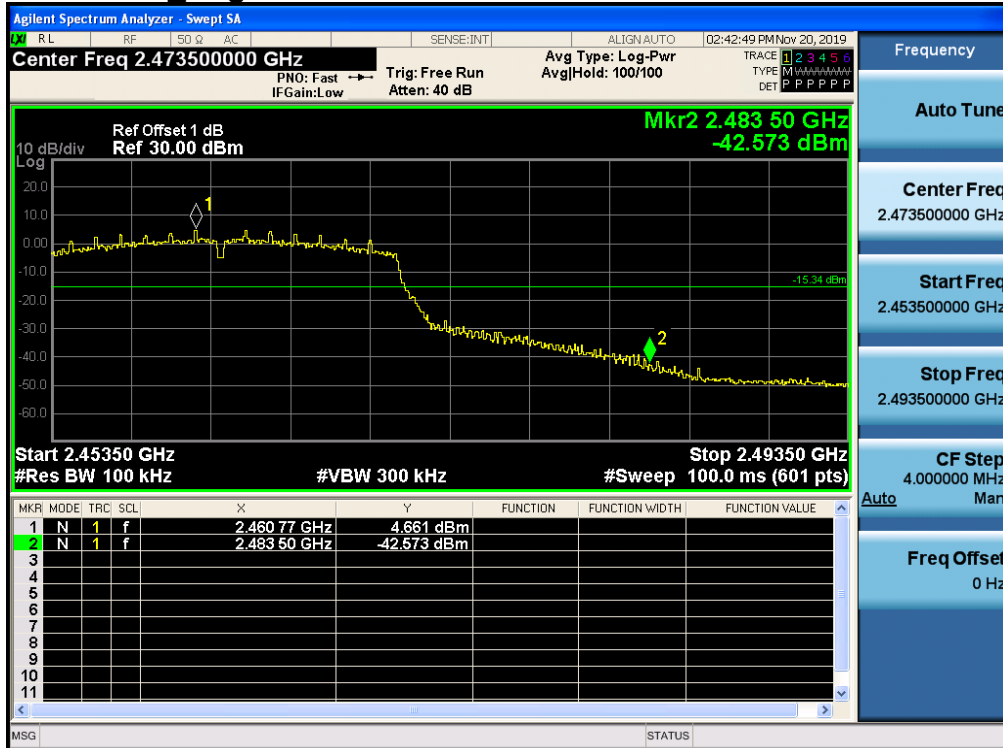 Agilent Spectrum Analyzer - Swept SA
LXI RL RF 50 Ω AC SENSE:INT ALIGN AUTO 02:42:49 PM Nov 20, 2019
Center Freq 2.473500000 GHz
PNO: Fast
IFGain:Low
Trig: Free Run
Atten: 40 dB
Avg Type: Log-Pwr
Avg|Hold: 100/100
TRACE 1 2 3 4 5 6
TYPE M
DET P P P P P P
Mkr2 2.483 50 GHz
-42.573 dBm
Ref Offset 1 dB
10 dB/div Ref 30.00 dBm
Log
20.0
10.0
0.00
-10.0
-20.0
-30.0
-40.0
-50.0
-60.0
1
-15.34 dBm
2
Start 2.45350 GHz Stop 2.49350 GHz
#Res BW 100 kHz #VBW 300 kHz #Sweep 100.0 ms (601 pts)
MKR MODE TRC SCL X Y FUNCTION FUNCTION WIDTH FUNCTION VALUE
1 N 1 f 2.460 77 GHz 4.661 dBm
2 N 1 f 2.483 50 GHz -42.573 dBm
3
4
5
6
7
8
9
10
11
MSG STATUS
Frequency
Auto Tune
Center Freq
2.473500000 GHz
Start Freq
2.453500000 GHz
Stop Freq
2.493500000 GHz
CF Step
4.000000 MHz
Auto Man
Freq Offset
0 Hz